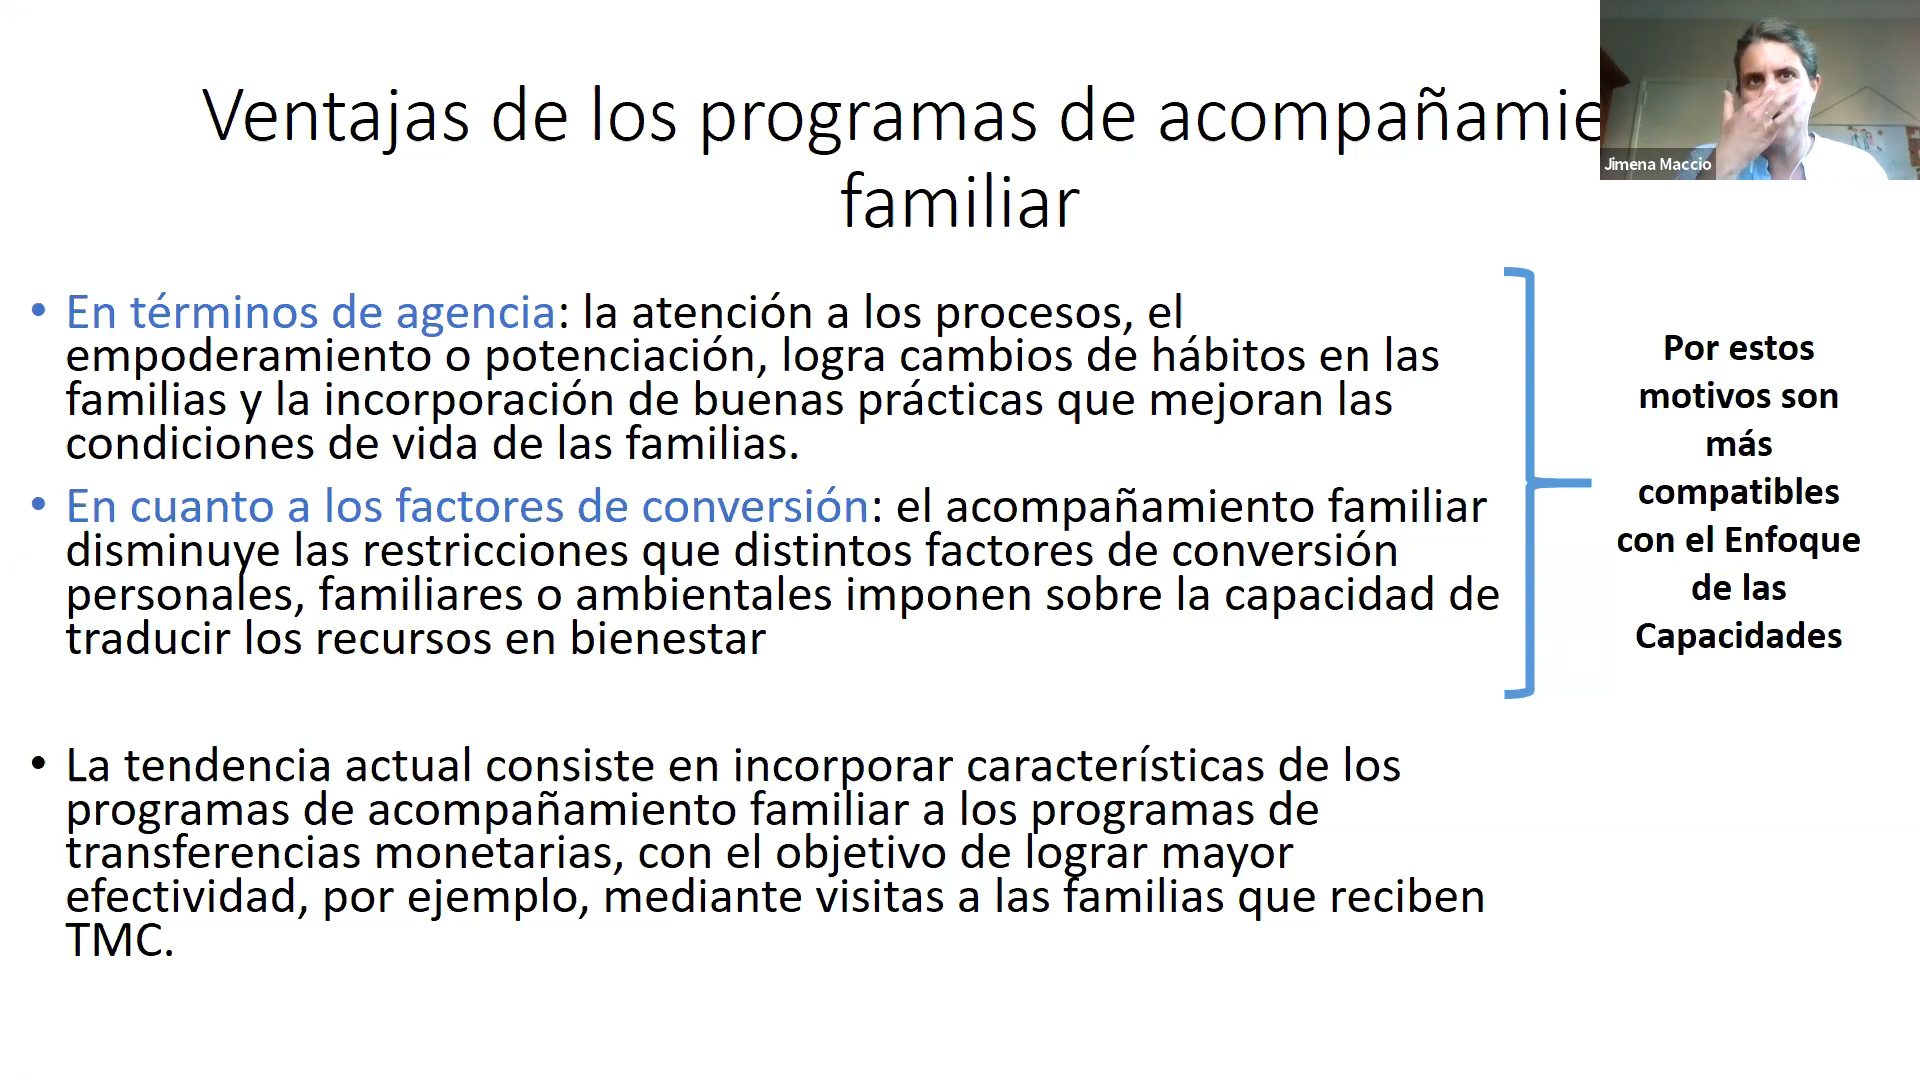 Ventajas de los programas de acompañamie
familiar
Jimena Maccio
En términos de agencia: la atención a los procesos, el
empoderamiento o potenciación, logra cambios de hábitos en las
familias y la incorporación de buenas prácticas que mejoran las
condiciones de vida de las familias.
En cuanto a los factores de conversión: el acompañamiento familiar
disminuye las restricciones que distintos factores de conversión
personales, familiares o ambientales imponen sobre la capacidad de
traducir los recursos en bienestar
Por estos
motivos son
más
compatibles
con el Enfoque
de las
Capacidades
La tendencia actual consiste en incorporar características de los
programas de acompañamiento familiar a los programas de
transferencias monetarias, con el objetivo de lograr mayor
efectividad, por ejemplo, mediante visitas a las familias que reciben
TMC.